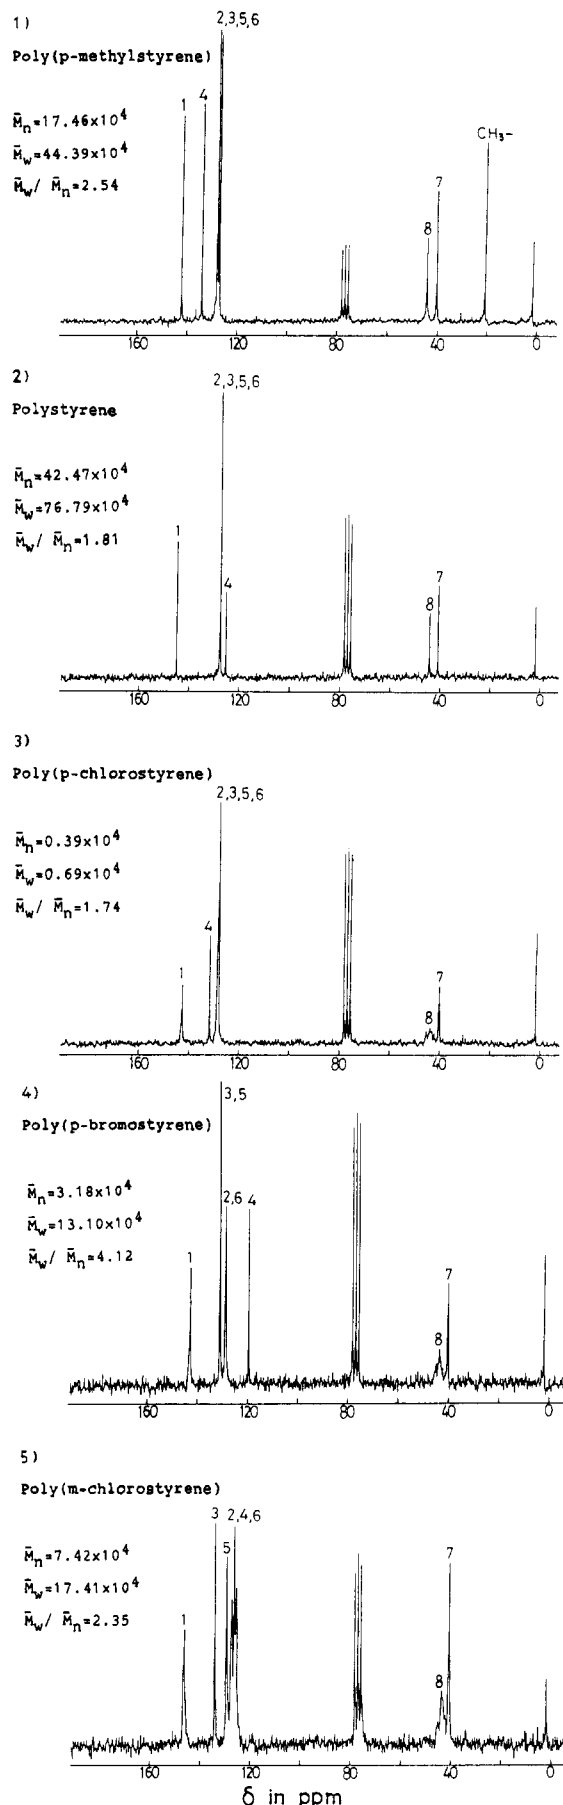 1)
Poly(p-methylstyrene)
2,3,5,6
1 4
CH₃-
M̄n=17.46x10⁴
M̄w=44.39x10⁴
M̄w/ M̄n=2.54
8 7
160 120 80 40 0
2)
Polystyrene
2,3,5,6
M̄n=42.47x10⁴
M̄w=76.79x10⁴
M̄w/ M̄n=1.81
1 4 8 7
160 120 80 40 0
3)
Poly(p-chlorostyrene)
2,3,5,6
M̄n=0.39x10⁴
M̄w=0.69x10⁴
M̄w/ M̄n=1.74
1 4 8 7
160 120 80 40 0
4)
Poly(p-bromostyrene)
3,5
M̄n=3.18x10⁴
M̄w=13.10x10⁴
M̄w/ M̄n=4.12
1 2,6 4 8 7
160 120 80 40 0
5)
Poly(m-chlorostyrene)
3 2,4,6
M̄n=7.42x10⁴
M̄w=17.41x10⁴
M̄w/ M̄n=2.35
1 5 8 7
160 120 80 40 0
δ in ppm